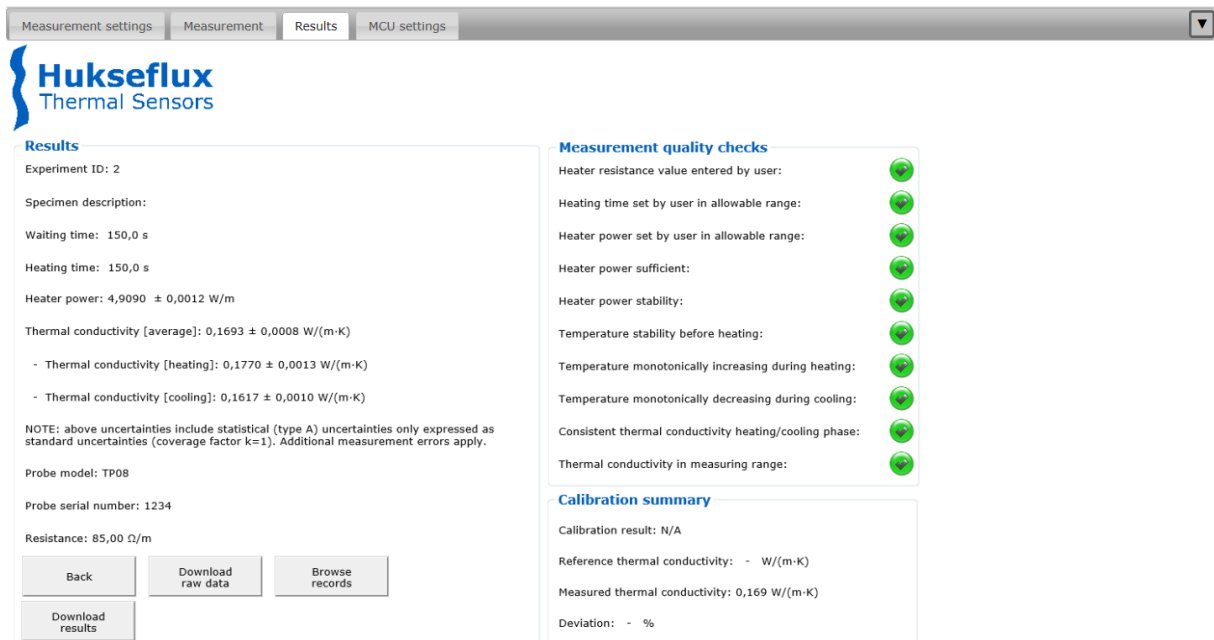 Measurement settings
Measurement
Results
MCU settings
Hukseflux
Thermal Sensors
Results
Experiment ID: 2
Specimen description:
Waiting time: 150,0 s
Heating time: 150,0 s
Heater power: 4,9090 ± 0,0012 W/m
Thermal conductivity [average]: 0,1693 ± 0,0008 W/(m·K)
- Thermal conductivity [heating]: 0,1770 ± 0,0013 W/(m·K)
- Thermal conductivity [cooling]: 0,1617 ± 0,0010 W/(m·K)
NOTE: above uncertainties include statistical (type A) uncertainties only expressed as
standard uncertainties (coverage factor k=1). Additional measurement errors apply.
Probe model: TP08
Probe serial number: 1234
Resistance: 85,00 Ω/m
Back
Download
raw data
Browse
records
Download
results
Measurement quality checks
Heater resistance value entered by user:
Heating time set by user in allowable range:
Heater power set by user in allowable range:
Heater power sufficient:
Heater power stability:
Temperature stability before heating:
Temperature monotonically increasing during heating:
Temperature monotonically decreasing during cooling:
Consistent thermal conductivity heating/cooling phase:
Thermal conductivity in measuring range:
Calibration summary
Calibration result: N/A
Reference thermal conductivity: - W/(m·K)
Measured thermal conductivity: 0,169 W/(m·K)
Deviation: - %